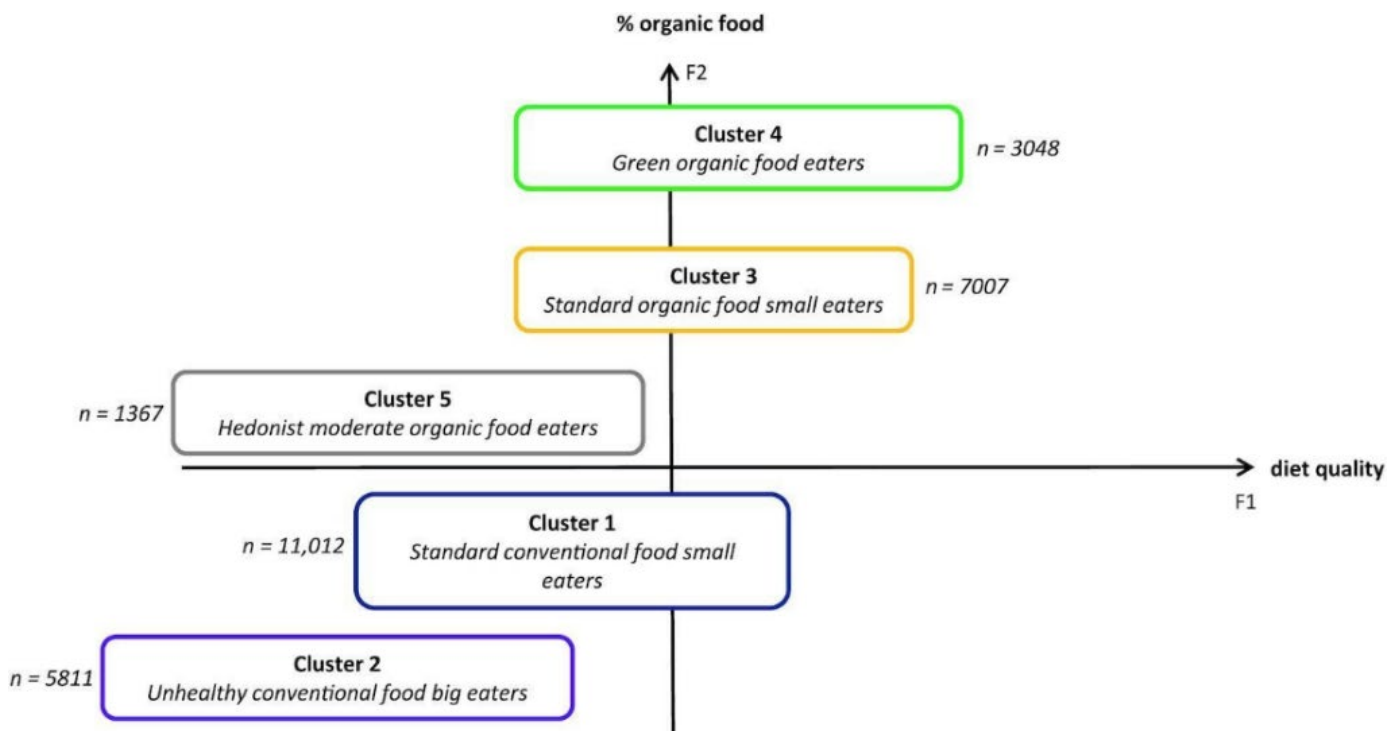 % organic food
F2
Cluster 4
Green organic food eaters
n = 3048
Cluster 3
Standard organic food small eaters
n = 7007
Cluster 5
Hedonist moderate organic food eaters
n = 1367
diet quality
F1
Cluster 1
Standard conventional food small
eaters
n = 11,012
Cluster 2
Unhealthy conventional food big eaters
n = 5811